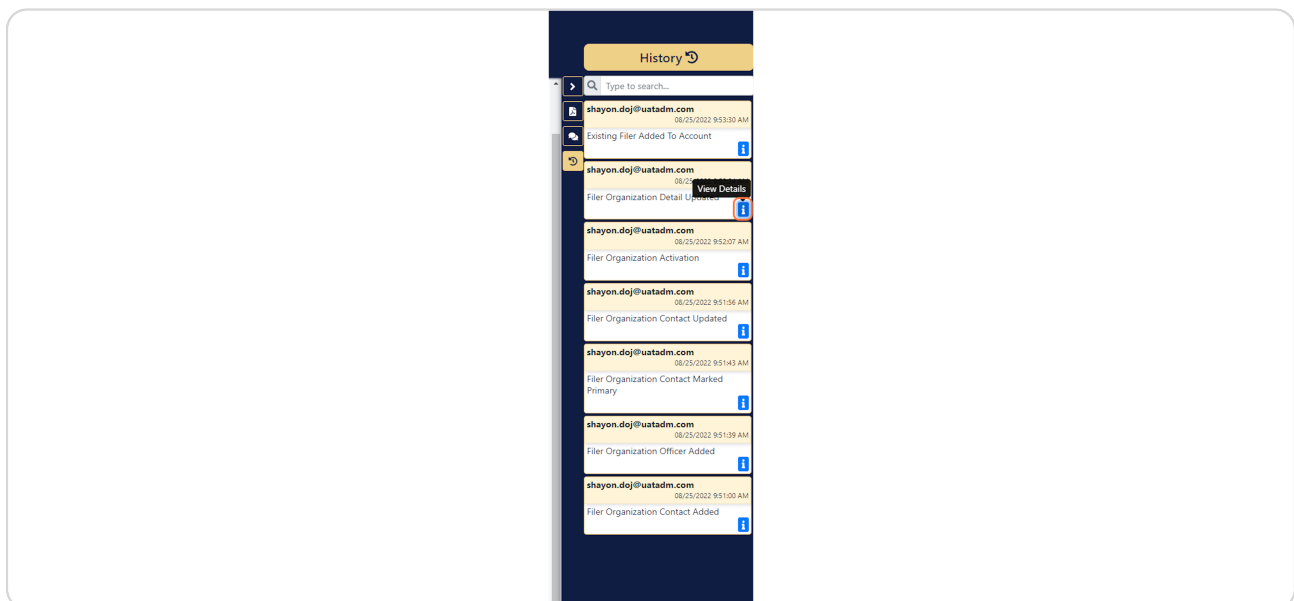 History
Type to search...
shayon.doj@uatadm.com
08/25/2022 9:53:30 AM
Existing Filer Added To Account
shayon.doj@uatadm.com
08/25
View Details
Filer Organization Detail Updated
shayon.doj@uatadm.com
08/25/2022 9:52:07 AM
Filer Organization Activation
shayon.doj@uatadm.com
08/25/2022 9:51:56 AM
Filer Organization Contact Updated
shayon.doj@uatadm.com
08/25/2022 9:51:43 AM
Filer Organization Contact Marked
Primary
shayon.doj@uatadm.com
08/25/2022 9:51:39 AM
Filer Organization Officer Added
shayon.doj@uatadm.com
08/25/2022 9:51:00 AM
Filer Organization Contact Added